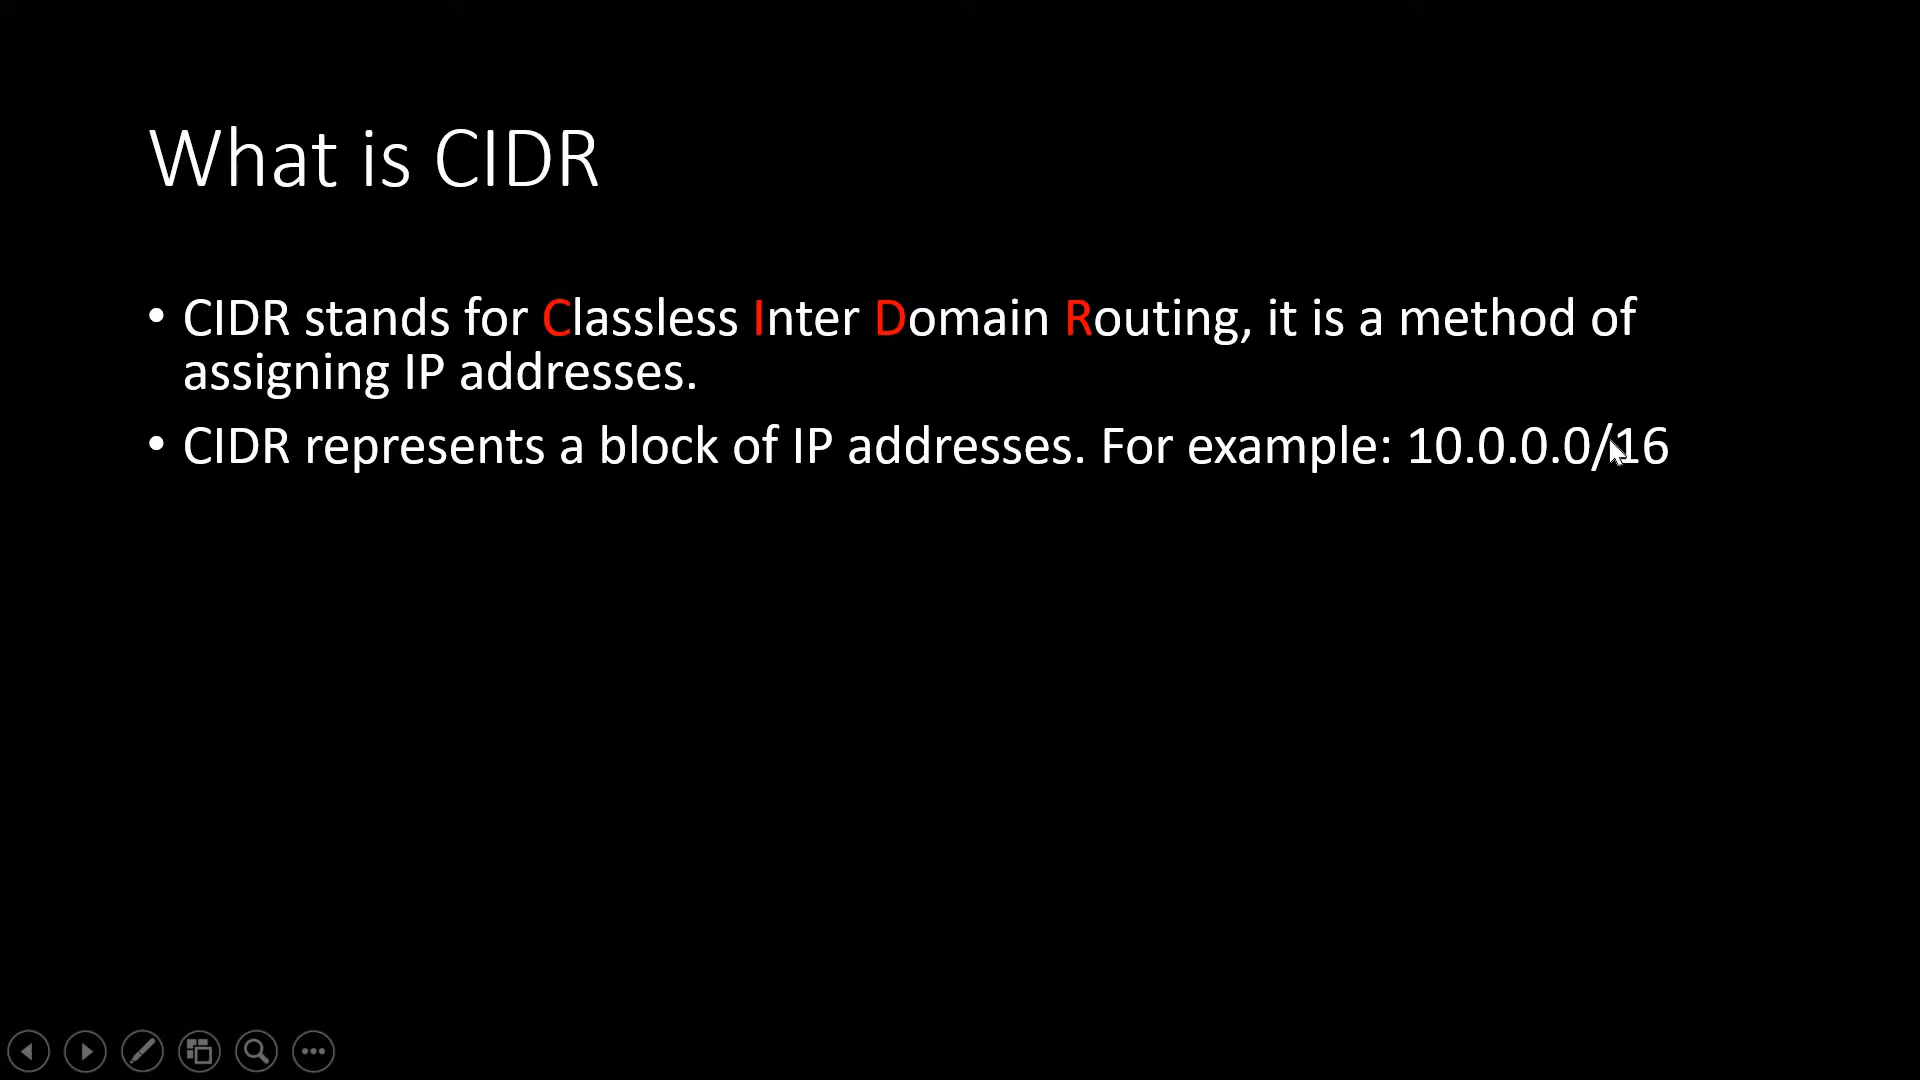 What is CIDR
• CIDR stands for Classless Inter Domain Routing, it is a method of
assigning IP addresses.
• CIDR represents a block of IP addresses. For example: 10.0.0.0/16